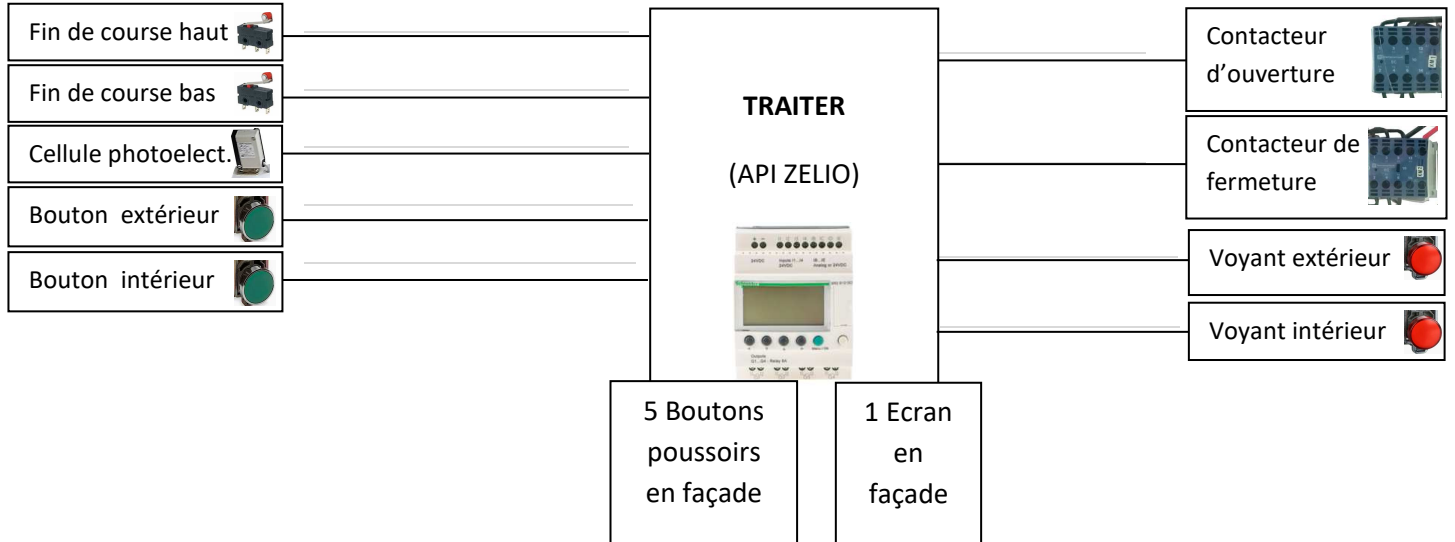 Fin de course haut
Fin de course bas
Cellule photoelect.
Bouton extérieur
Bouton intérieur
TRAITER
(API ZELIO)
5 Boutons
poussoirs
en façade
1 Ecran
en
façade
Contacteur
d’ouverture
Contacteur de
fermeture
Voyant extérieur
Voyant intérieur